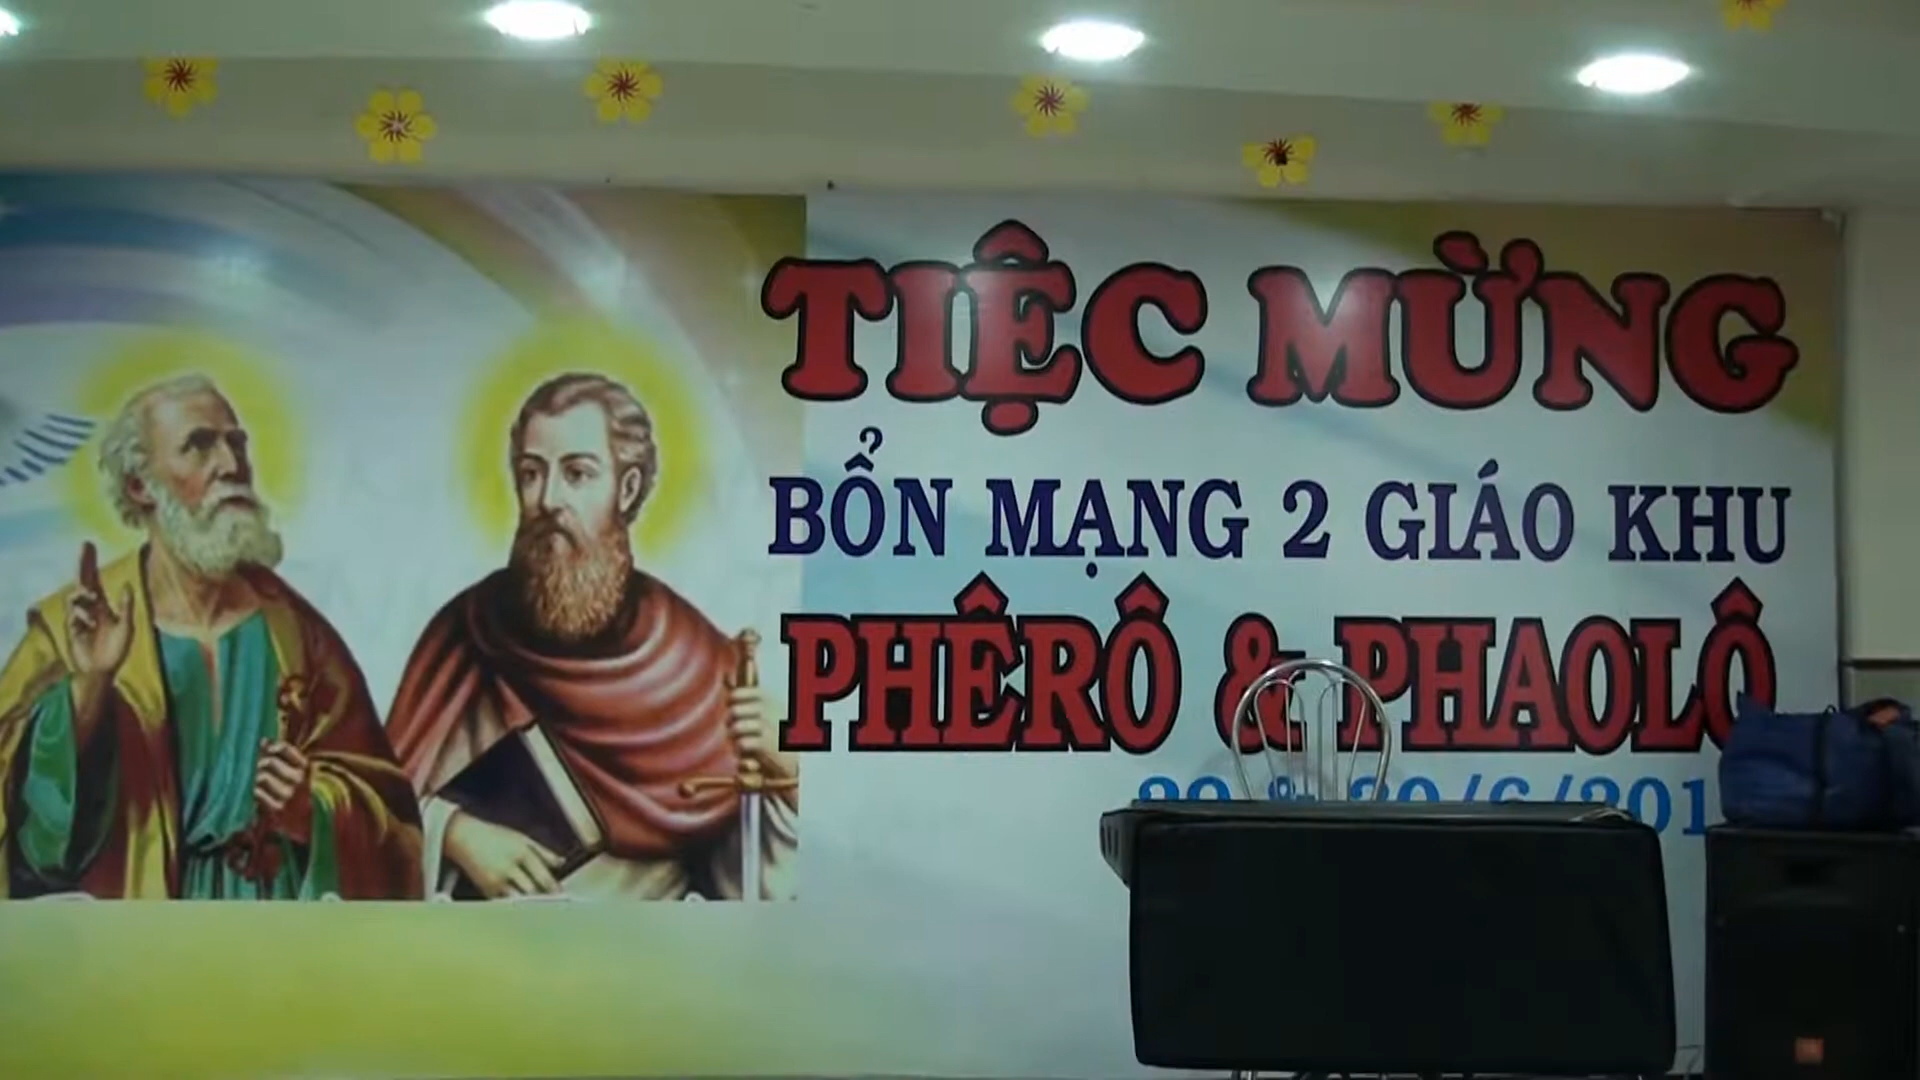 TIỆC MỪNG
BỔN MẠNG 2 GIÁO KHU
PHÊRÔ & PHAOLÔ